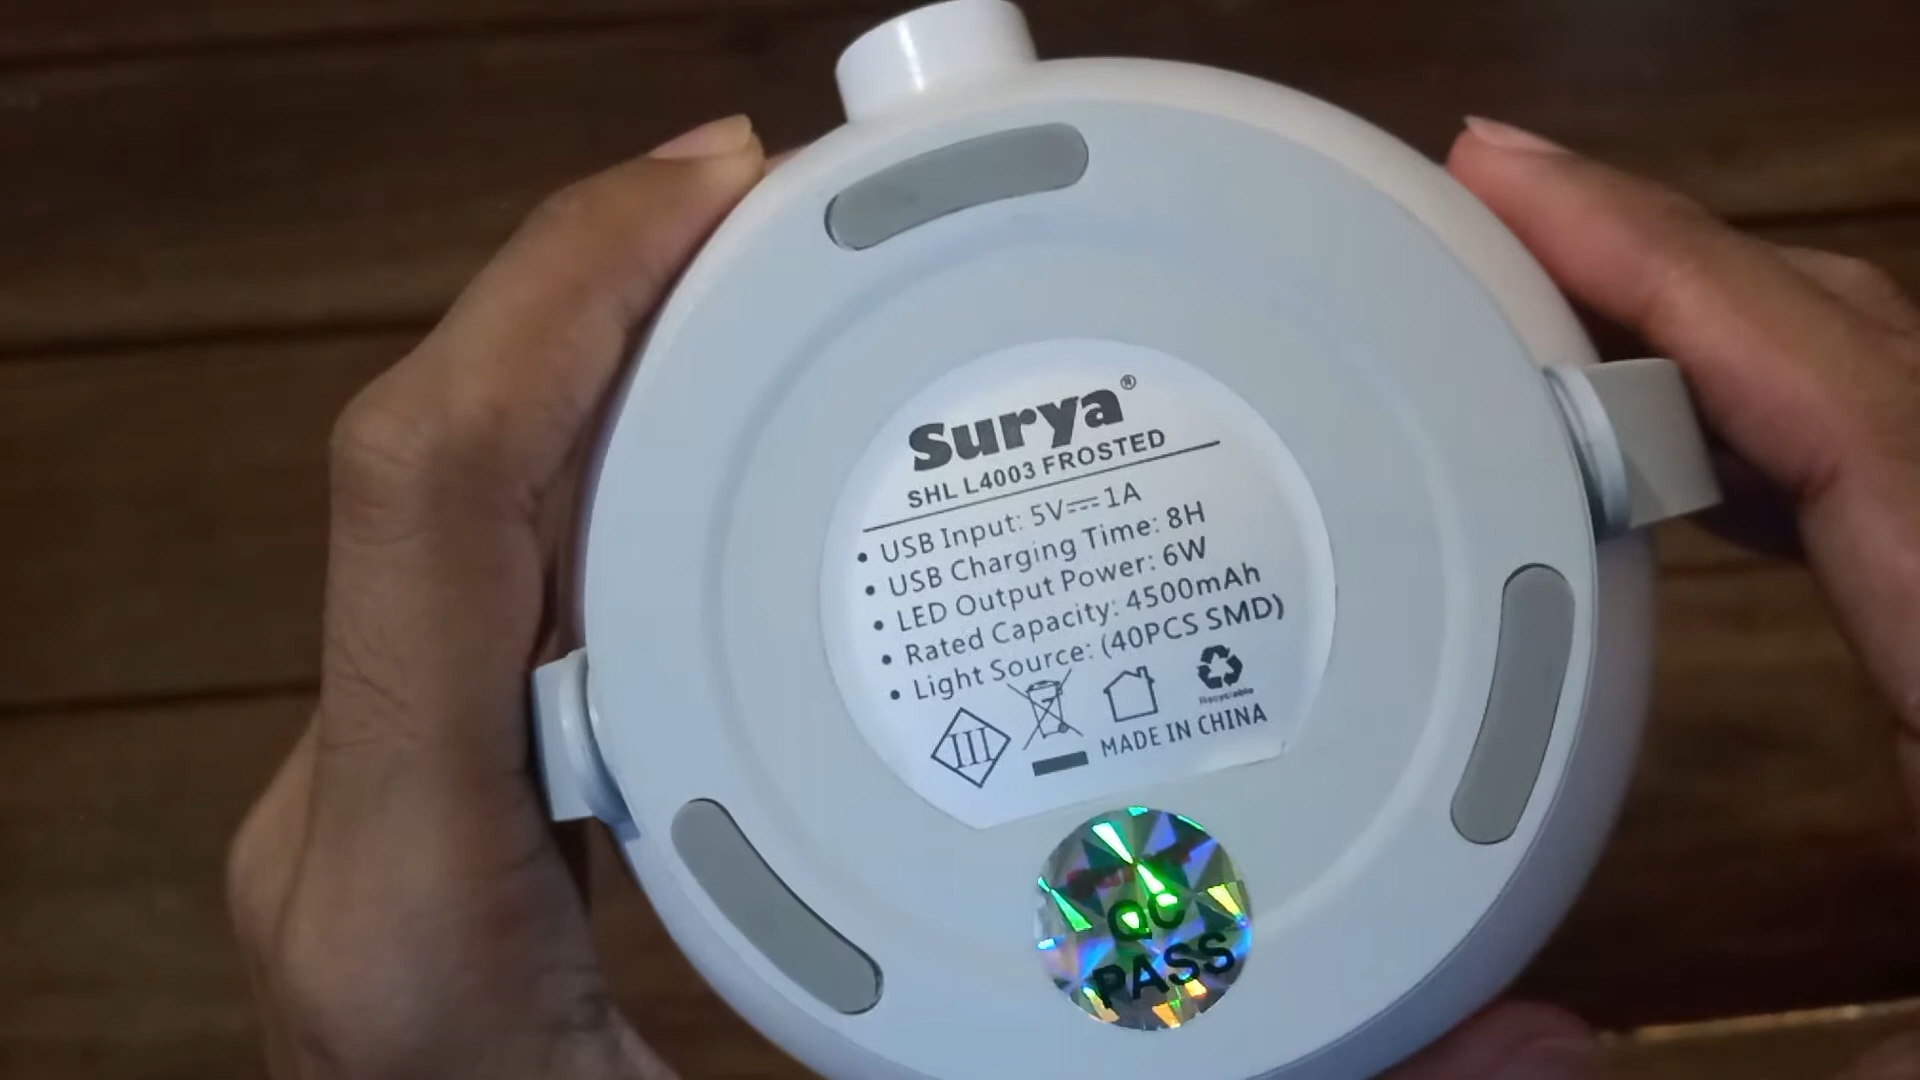 Surya®
SHL L4003 FROSTED
• USB Input: 5V⎓1A
• USB Charging Time: 8H
• LED Output Power: 6W
• Rated Capacity: 4500mAh
• Light Source: (40PCS SMD)
III
Recyclable
MADE IN CHINA
QC
PASS